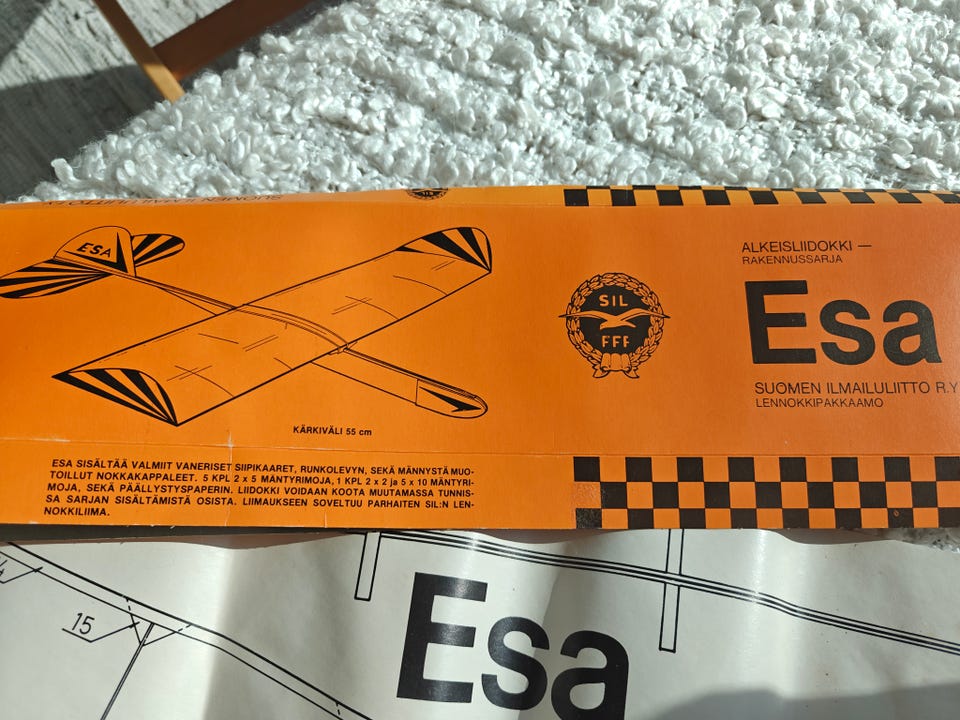 ESA
KÄRKIVÄLI 55 cm
ESA SISÄLTÄÄ VALMIIT VANERISET SIIPIKAARET, RUNKOLEVYN, SEKÄ MÄNNYSTÄ MUO-
TOILLUT NOKKAKAPPALEET. 5 KPL 2 x 5 MÄNTYRIMOJA, 1 KPL 2 x 2 ja 5 x 10 MÄNTYRI-
MOJA, SEKÄ PÄÄLLYSTYSPAPERIN. LIIDOKKI VOIDAAN KOOTA MUUTAMASSA TUNNIS-
SA SARJAN SISÄLTÄMISTÄ OSISTA. LIIMAUKSEEN SOVELTUU PARHAITEN SIL:N LEN-
NOKKILIIMA.
SIL
FFF
ALKEISLIIDOKKI —
RAKENNUSSARJA
Esa
SUOMEN ILMAILULIITTO R.Y
LENNOKKIPAKKAAMO
15
Esa